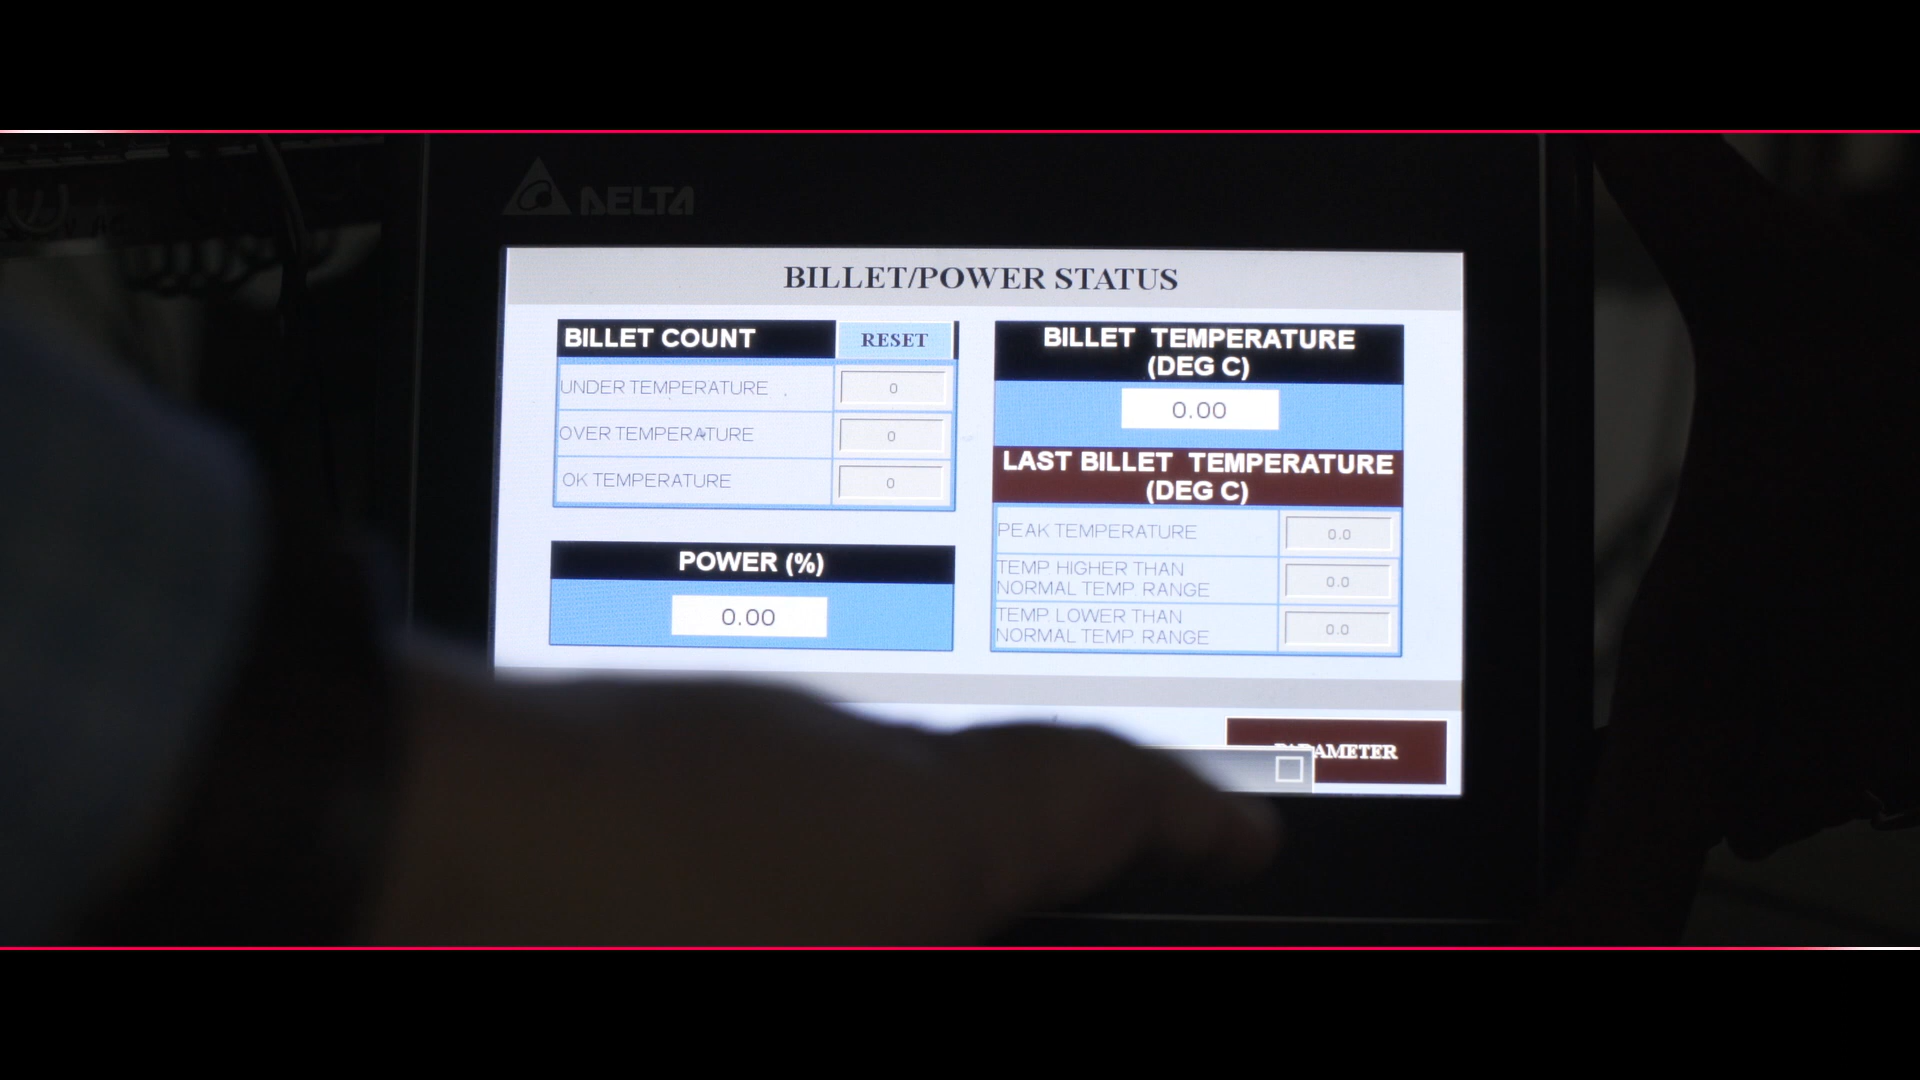 DELTA
BILLET/POWER STATUS
BILLET COUNT
RESET
UNDER TEMPERATURE
0
OVER TEMPERATURE
0
OK TEMPERATURE
0
POWER (%)
0.00
BILLET TEMPERATURE
(DEG C)
0.00
LAST BILLET TEMPERATURE
(DEG C)
PEAK TEMPERATURE
0.0
TEMP. HIGHER THAN
NORMAL TEMP. RANGE
0.0
TEMP. LOWER THAN
NORMAL TEMP. RANGE
0.0
PARAMETER